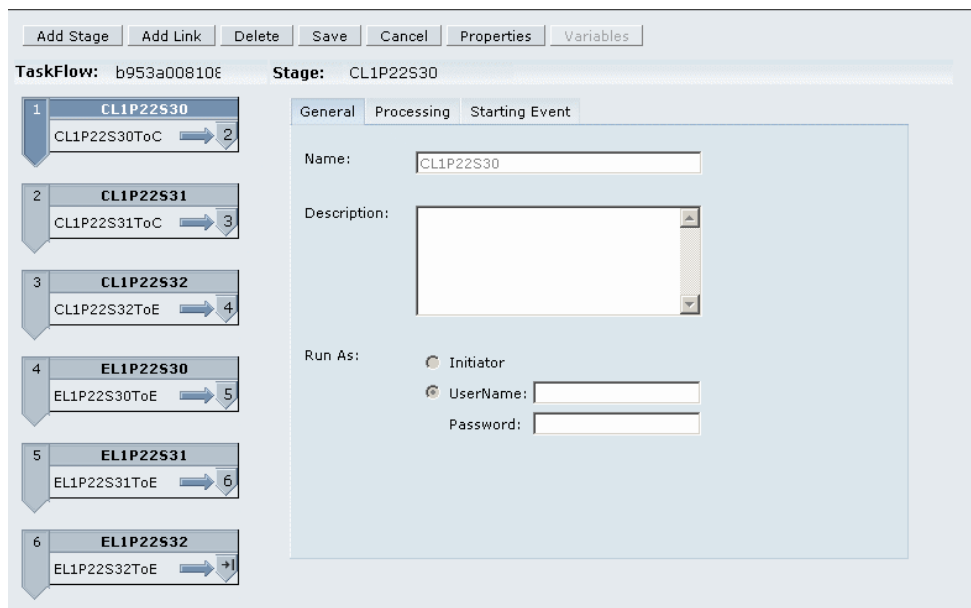 Add Stage Add Link Delete Save Cancel Properties Variables
TaskFlow: b953a008108 Stage: CL1P22S30
1 CL1P22S30
CL1P22S30ToC 2
2 CL1P22S31
CL1P22S31ToC 3
3 CL1P22S32
CL1P22S32ToE 4
4 EL1P22S30
EL1P22S30ToE 5
5 EL1P22S31
EL1P22S31ToE 6
6 EL1P22S32
EL1P22S32ToE
General Processing Starting Event
Name: CL1P22S30
Description:
Run As: Initiator
UserName:
Password: